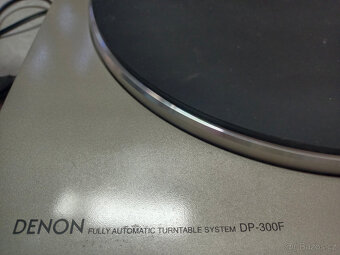 DENON FULLY AUTOMATIC TURNTABLE SYSTEM DP-300F